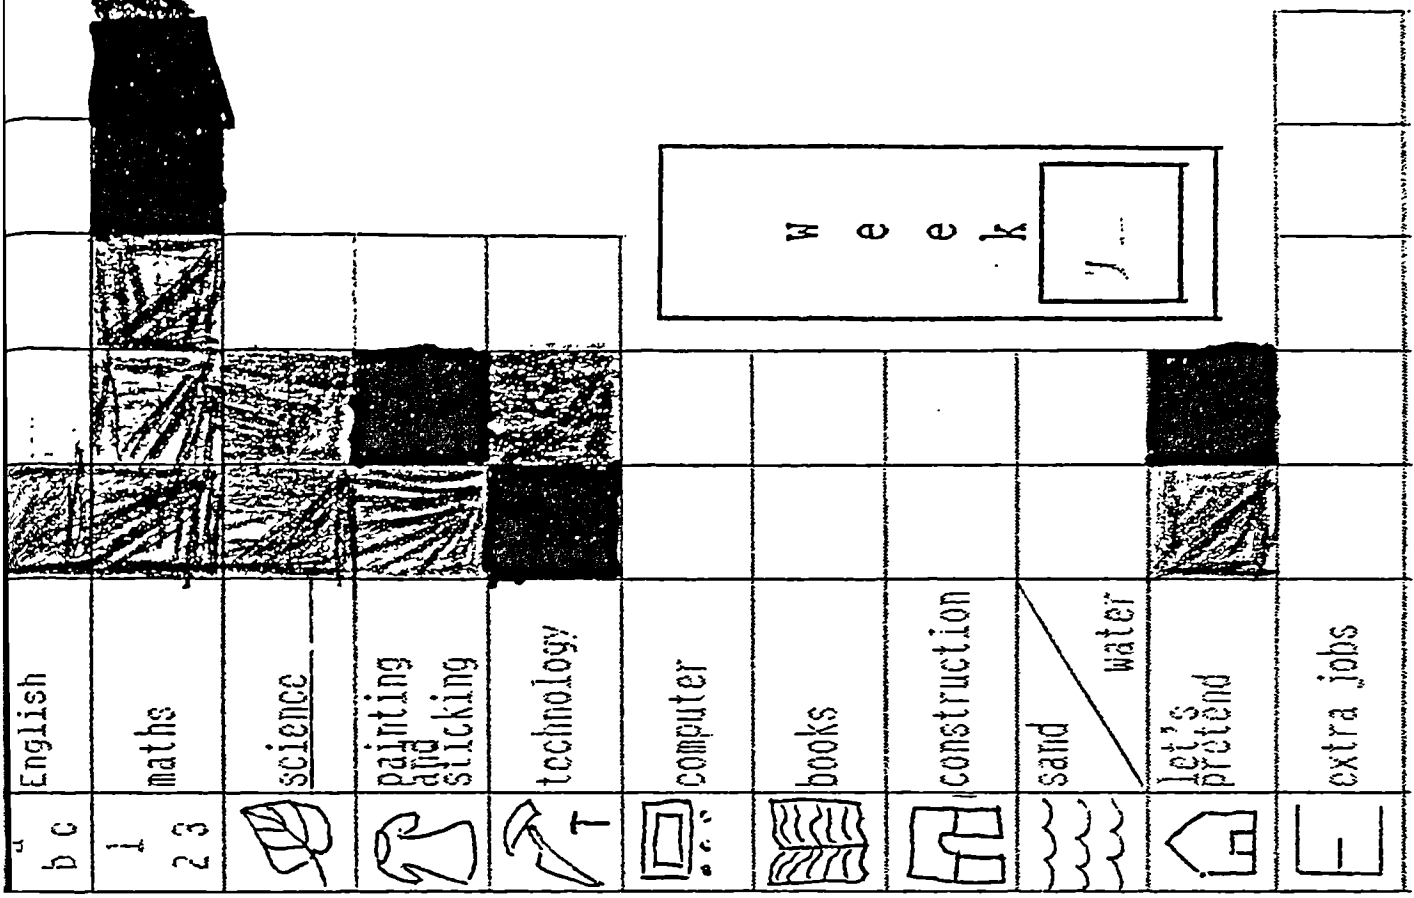 week
English
maths
science
painting
and
sticking
technology
computer
books
construction
sand
water
let's
pretend
extra jobs
b c
1
2 3
T